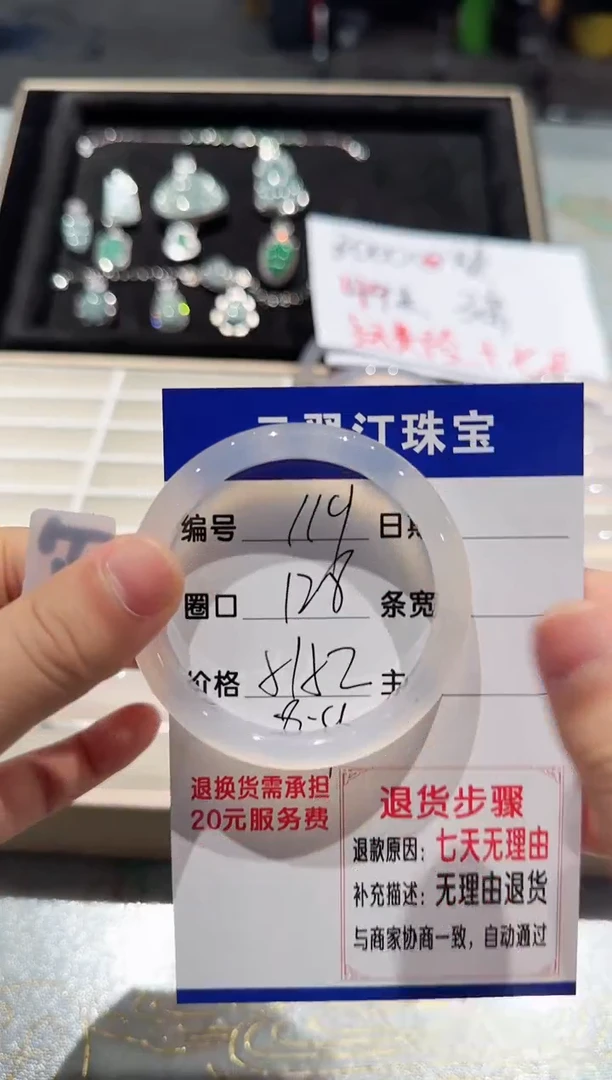 汀珠宝
编号 119 日期
圈口 128 条宽
价格 8182 主
退换货需承担
20元服务费
退货步骤
退款原因：七天无理由
补充描述：无理由退货
与商家协商一致，自动通过